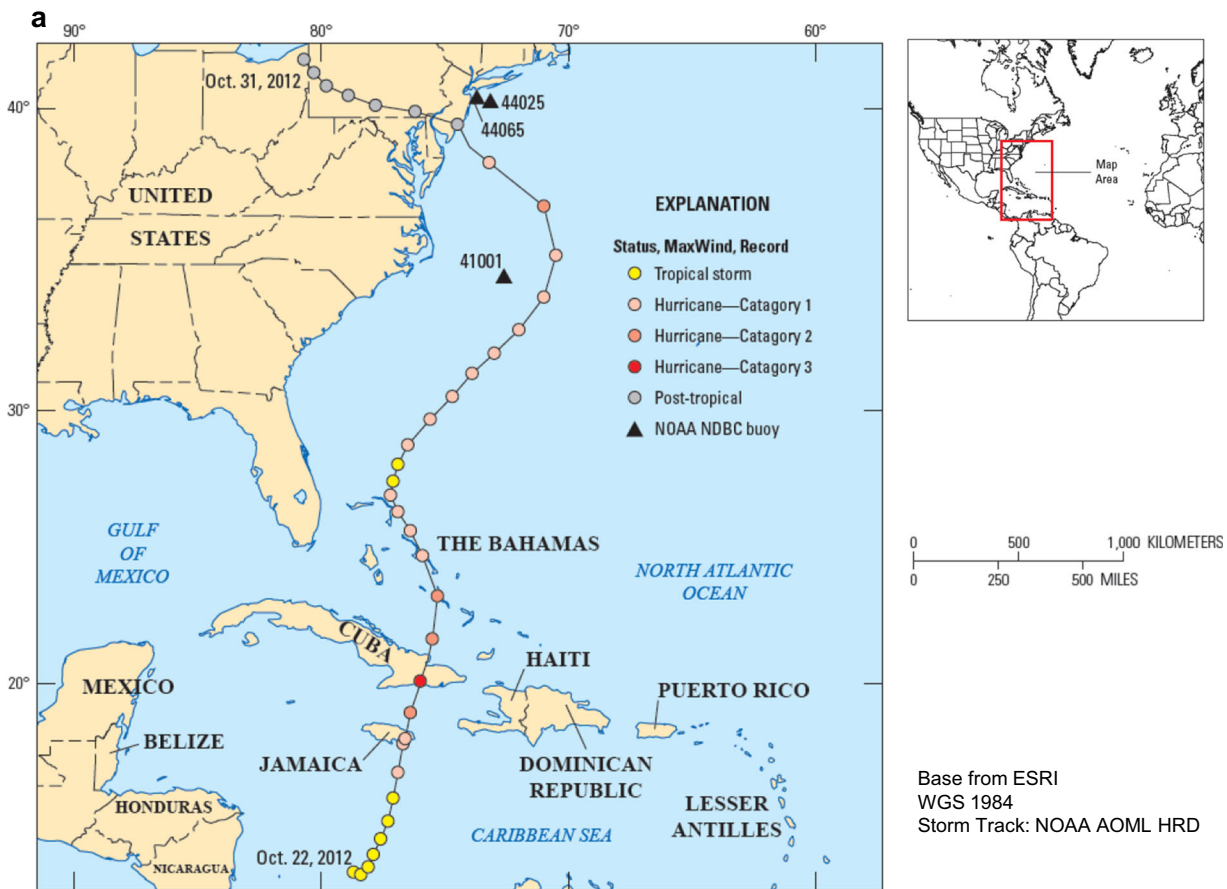 a
90°
80°
70°
60°
Oct. 31, 2012
40°
44025
44065
UNITED
STATES
41001
EXPLANATION
Status, MaxWind, Record
Tropical storm
Hurricane—Catagory 1
Hurricane—Catagory 2
Hurricane—Catagory 3
Post-tropical
NOAA NDBC buoy
30°
GULF
OF
MEXICO
THE BAHAMAS
NORTH ATLANTIC
OCEAN
CUBA
HAITI
20°
MEXICO
PUERTO RICO
BELIZE
JAMAICA
DOMINICAN
REPUBLIC
HONDURAS
LESSER
ANTILLES
CARIBBEAN SEA
Oct. 22, 2012
NICARAGUA
Map
Area
0 500 1,000 KILOMETERS
0 250 500 MILES
Base from ESRI
WGS 1984
Storm Track: NOAA AOML HRD